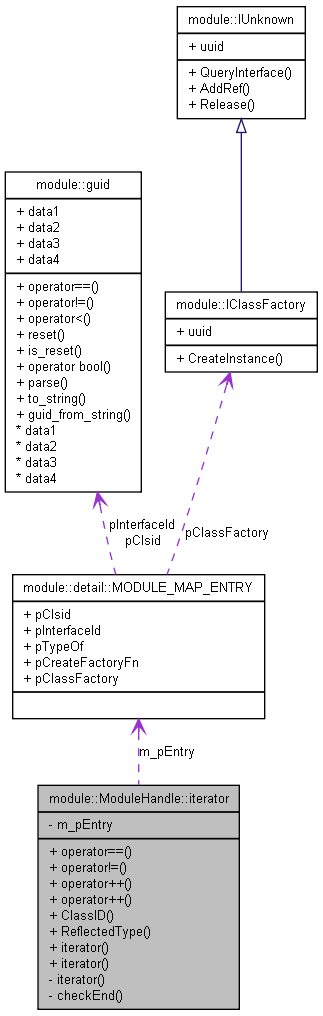 module::IUnknown
+ uuid
+ QueryInterface()
+ AddRef()
+ Release()
module::guid
+ data1
+ data2
+ data3
+ data4
+ operator==()
+ operator!=()
+ operator<()
+ reset()
+ is_reset()
+ operator bool()
+ parse()
+ to_string()
+ guid_from_string()
* data1
* data2
* data3
* data4
module::IClassFactory
+ uuid
+ CreateInstance()
pInterfaceId
pClsid
pClassFactory
module::detail::MODULE_MAP_ENTRY
+ pClsid
+ pInterfaceId
+ pTypeOf
+ pCreateFactoryFn
+ pClassFactory
m_pEntry
module::ModuleHandle::iterator
- m_pEntry
+ operator==()
+ operator!=()
+ operator++()
+ operator++()
+ ClassID()
+ ReflectedType()
+ iterator()
+ iterator()
- iterator()
- checkEnd()